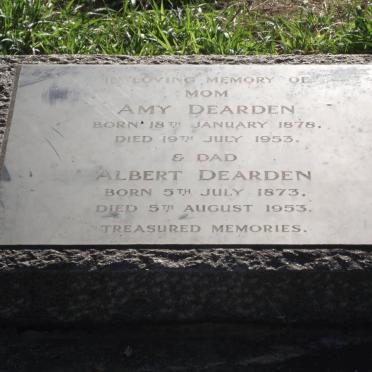 IN LOVING MEMORY OF
MOM
AMY DEARDEN
BORN 18TH JANUARY 1878.
DIED 19TH JULY 1953.
& DAD
ALBERT DEARDEN
BORN 5TH JULY 1873.
DIED 5TH AUGUST 1953.
TREASURED MEMORIES.